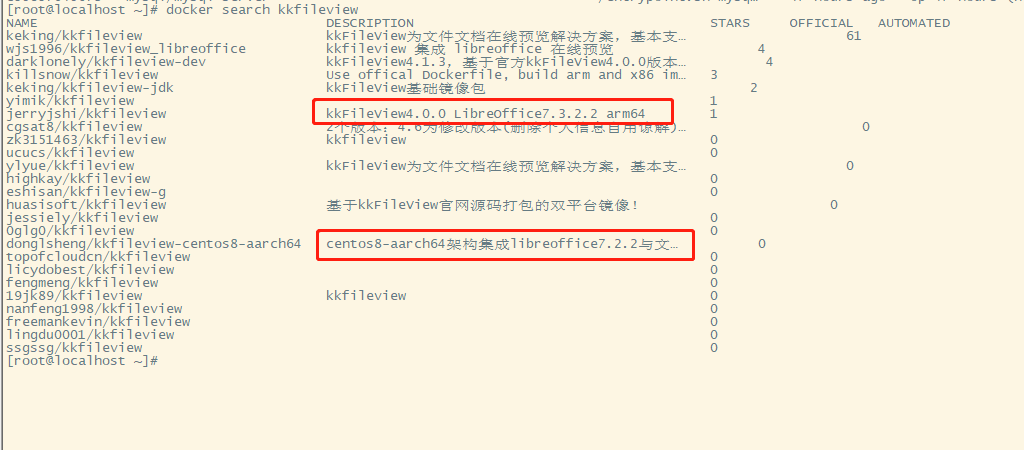 [root@localhost ~]# docker search kkfileview
NAME DESCRIPTION STARS OFFICIAL AUTOMATED
keking/kkfileview kkFileView为文件文档在线预览解决方案，基本支… 61
wjs1996/kkfileview_libreoffice kkfileview 集成 libreoffice 在线预览 4
darklonely/kkfileview-dev kkFileView4.1.3，基于官方kkFileView4.0.0版本… 4
killsnow/kkfileview Use offical Dockerfile, build arm and x86 im… 3
keking/kkfileview-jdk kkFileView基础镜像包 2
yimik/kkfileview 1
jerryjshi/kkfileview kkFileView4.0.0 LibreOffice7.3.2.2 arm64 1
cgsat8/kkfileview 2个版本：4.6为修改版本(删除个人信息自用谅解)… 0
zk3151463/kkfileview kkfileview 0
ucucs/kkfileview 0
ylyue/kkfileview kkFileView为文件文档在线预览解决方案，基本支… 0
highkay/kkfileview 0
eshisan/kkfileview-g 0
huasisoft/kkfileview 基于kkFileView官网源码打包的双平台镜像！ 0
jessiely/kkfileview 0
0glg0/kkfileview 0
donglsheng/kkfileview-centos8-aarch64 centos8-aarch64架构集成libreoffice7.2.2与文… 0
topofcloudcn/kkfileview 0
licydobest/kkfileview 0
fengmeng/kkfileview 0
19jk89/kkfileview kkfileview 0
nanfeng1998/kkfileview 0
freemankevin/kkfileview 0
lingdu0001/kkfileview 0
ssgssg/kkfileview 0
[root@localhost ~]#